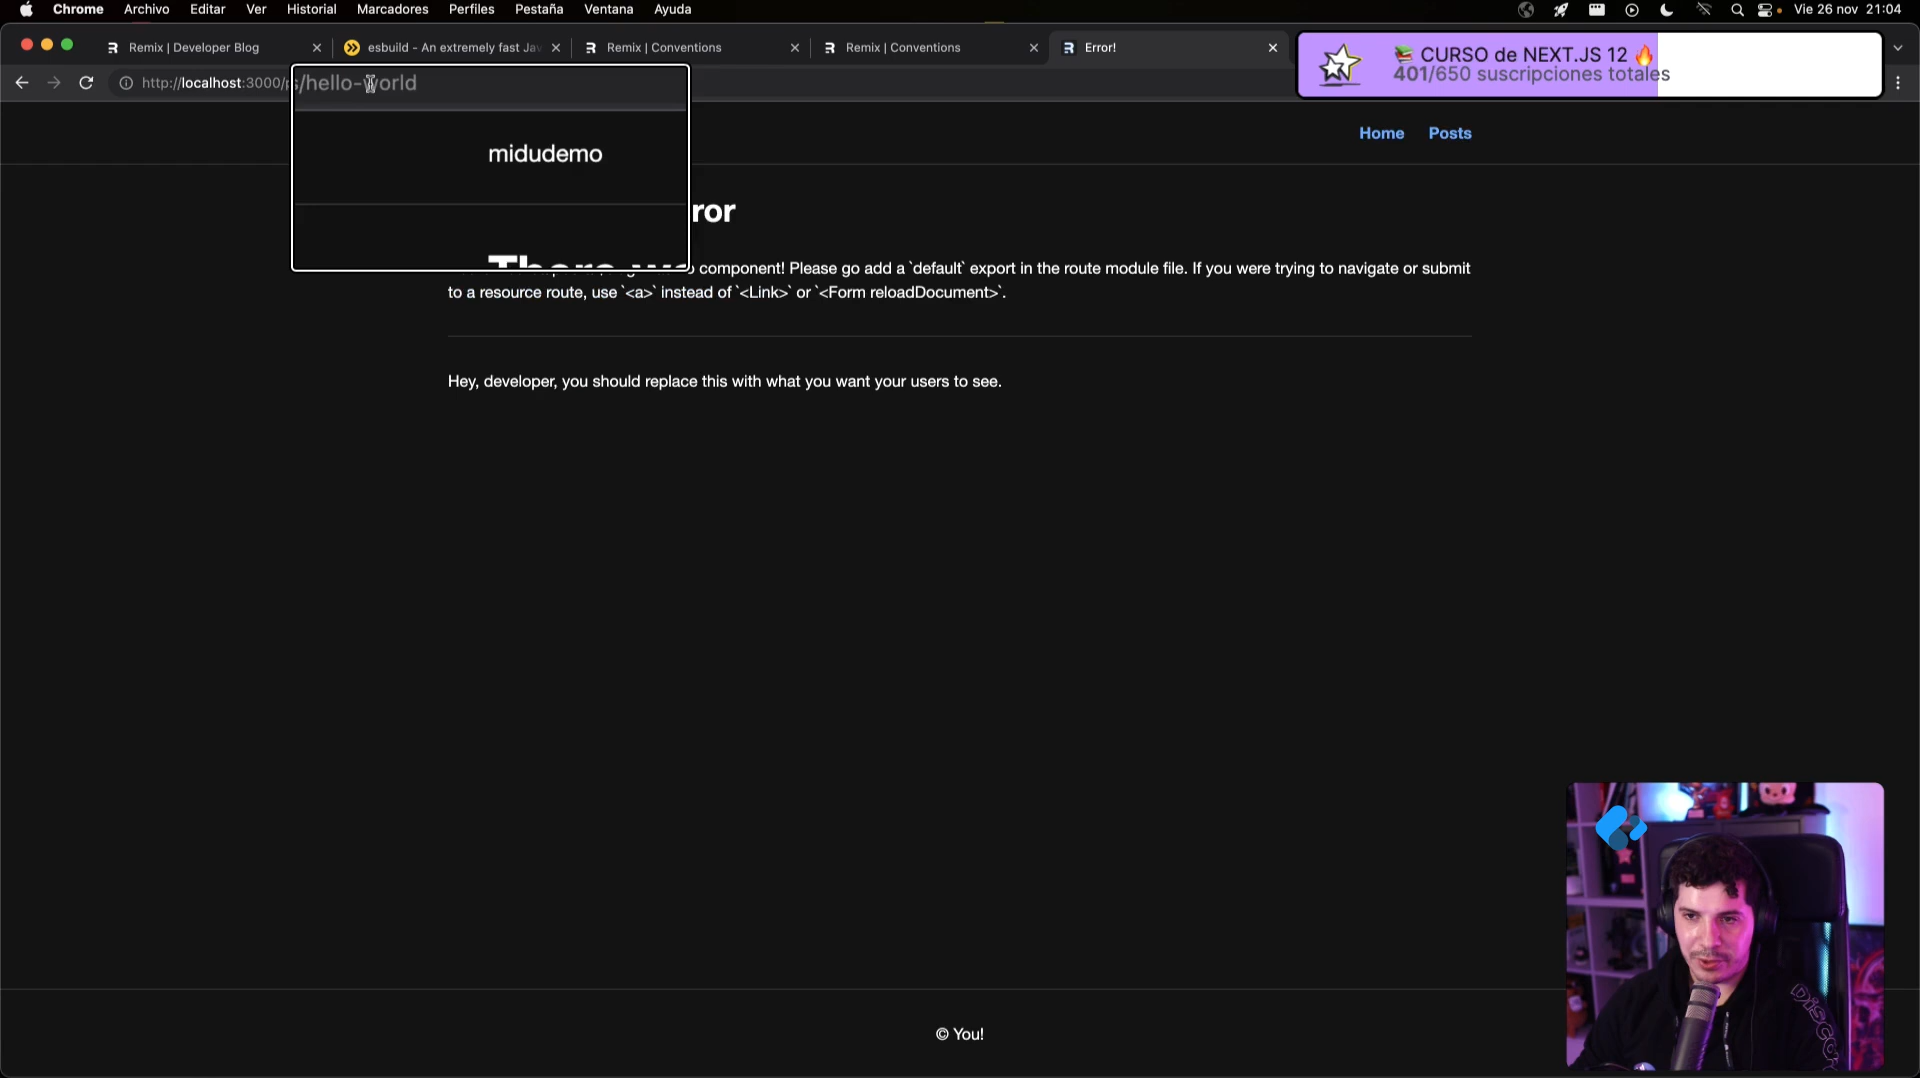 Chrome Archivo Editar Ver Historial Marcadores Perfiles Pestaña Ventana Ayuda Vie 26 nov 21:04
Remix | Developer Blog
esbuild - An extremely fast Jav
Remix | Conventions
Remix | Conventions
Error!
📚 CURSO de NEXT.JS 12 🔥
401/650 suscripciones totales
http://localhost:3000/
s/hello-world
Home Posts
midudemo
ror
component! Please go add a `default` export in the route module file. If you were trying to navigate or submit
to a resource route, use `<a>` instead of `<Link>` or `<Form reloadDocument>`.
Hey, developer, you should replace this with what you want your users to see.
© You!